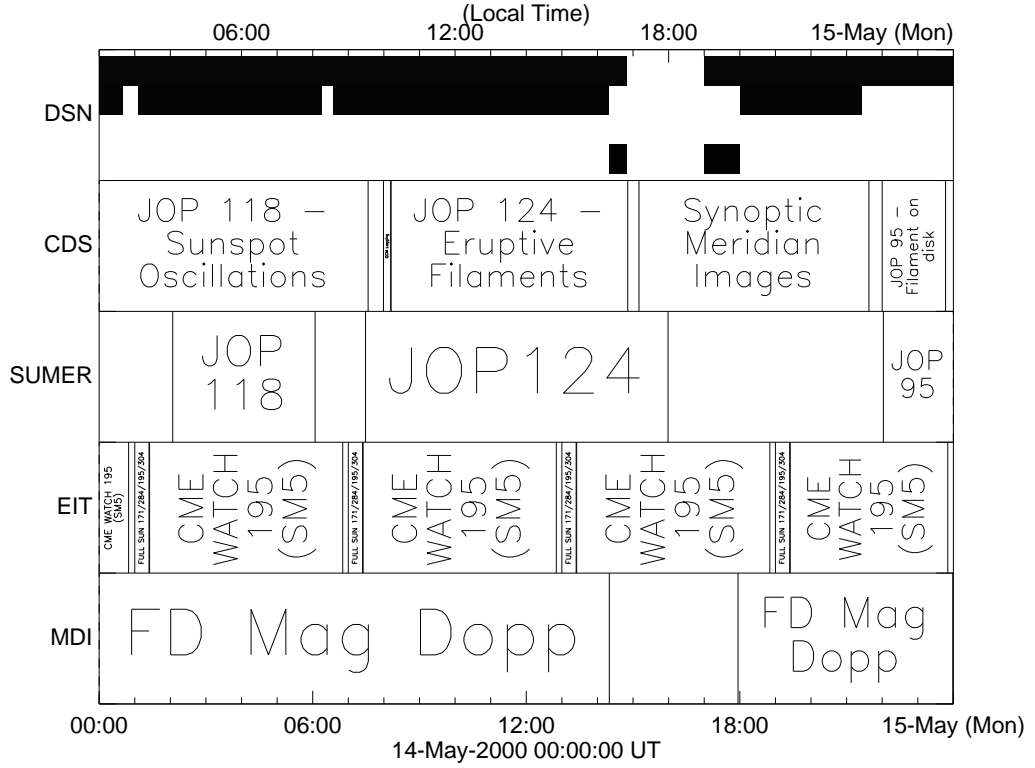 (Local Time)
06:00 12:00 18:00 15-May (Mon)
DSN
CDS
JOP 118 –
Sunspot
Oscillations
JOP 124 –
Eruptive
Filaments
Synoptic
Meridian
Images
JOP 95 –
Filament on
disk
SUMER
JOP
118
JOP124
JOP
95
EIT
CME WATCH 195
(SM5)
FULL SUN 171/284/195/304
CME
WATCH
195
(SM5)
FULL SUN 171/284/195/304
CME
WATCH
195
(SM5)
FULL SUN 171/284/195/304
CME
WATCH
195
(SM5)
FULL SUN 171/284/195/304
CME
WATCH
195
(SM5)
MDI
FD Mag Dopp
FD Mag
Dopp
00:00 06:00 12:00 18:00 15-May (Mon)
14-May-2000 00:00:00 UT